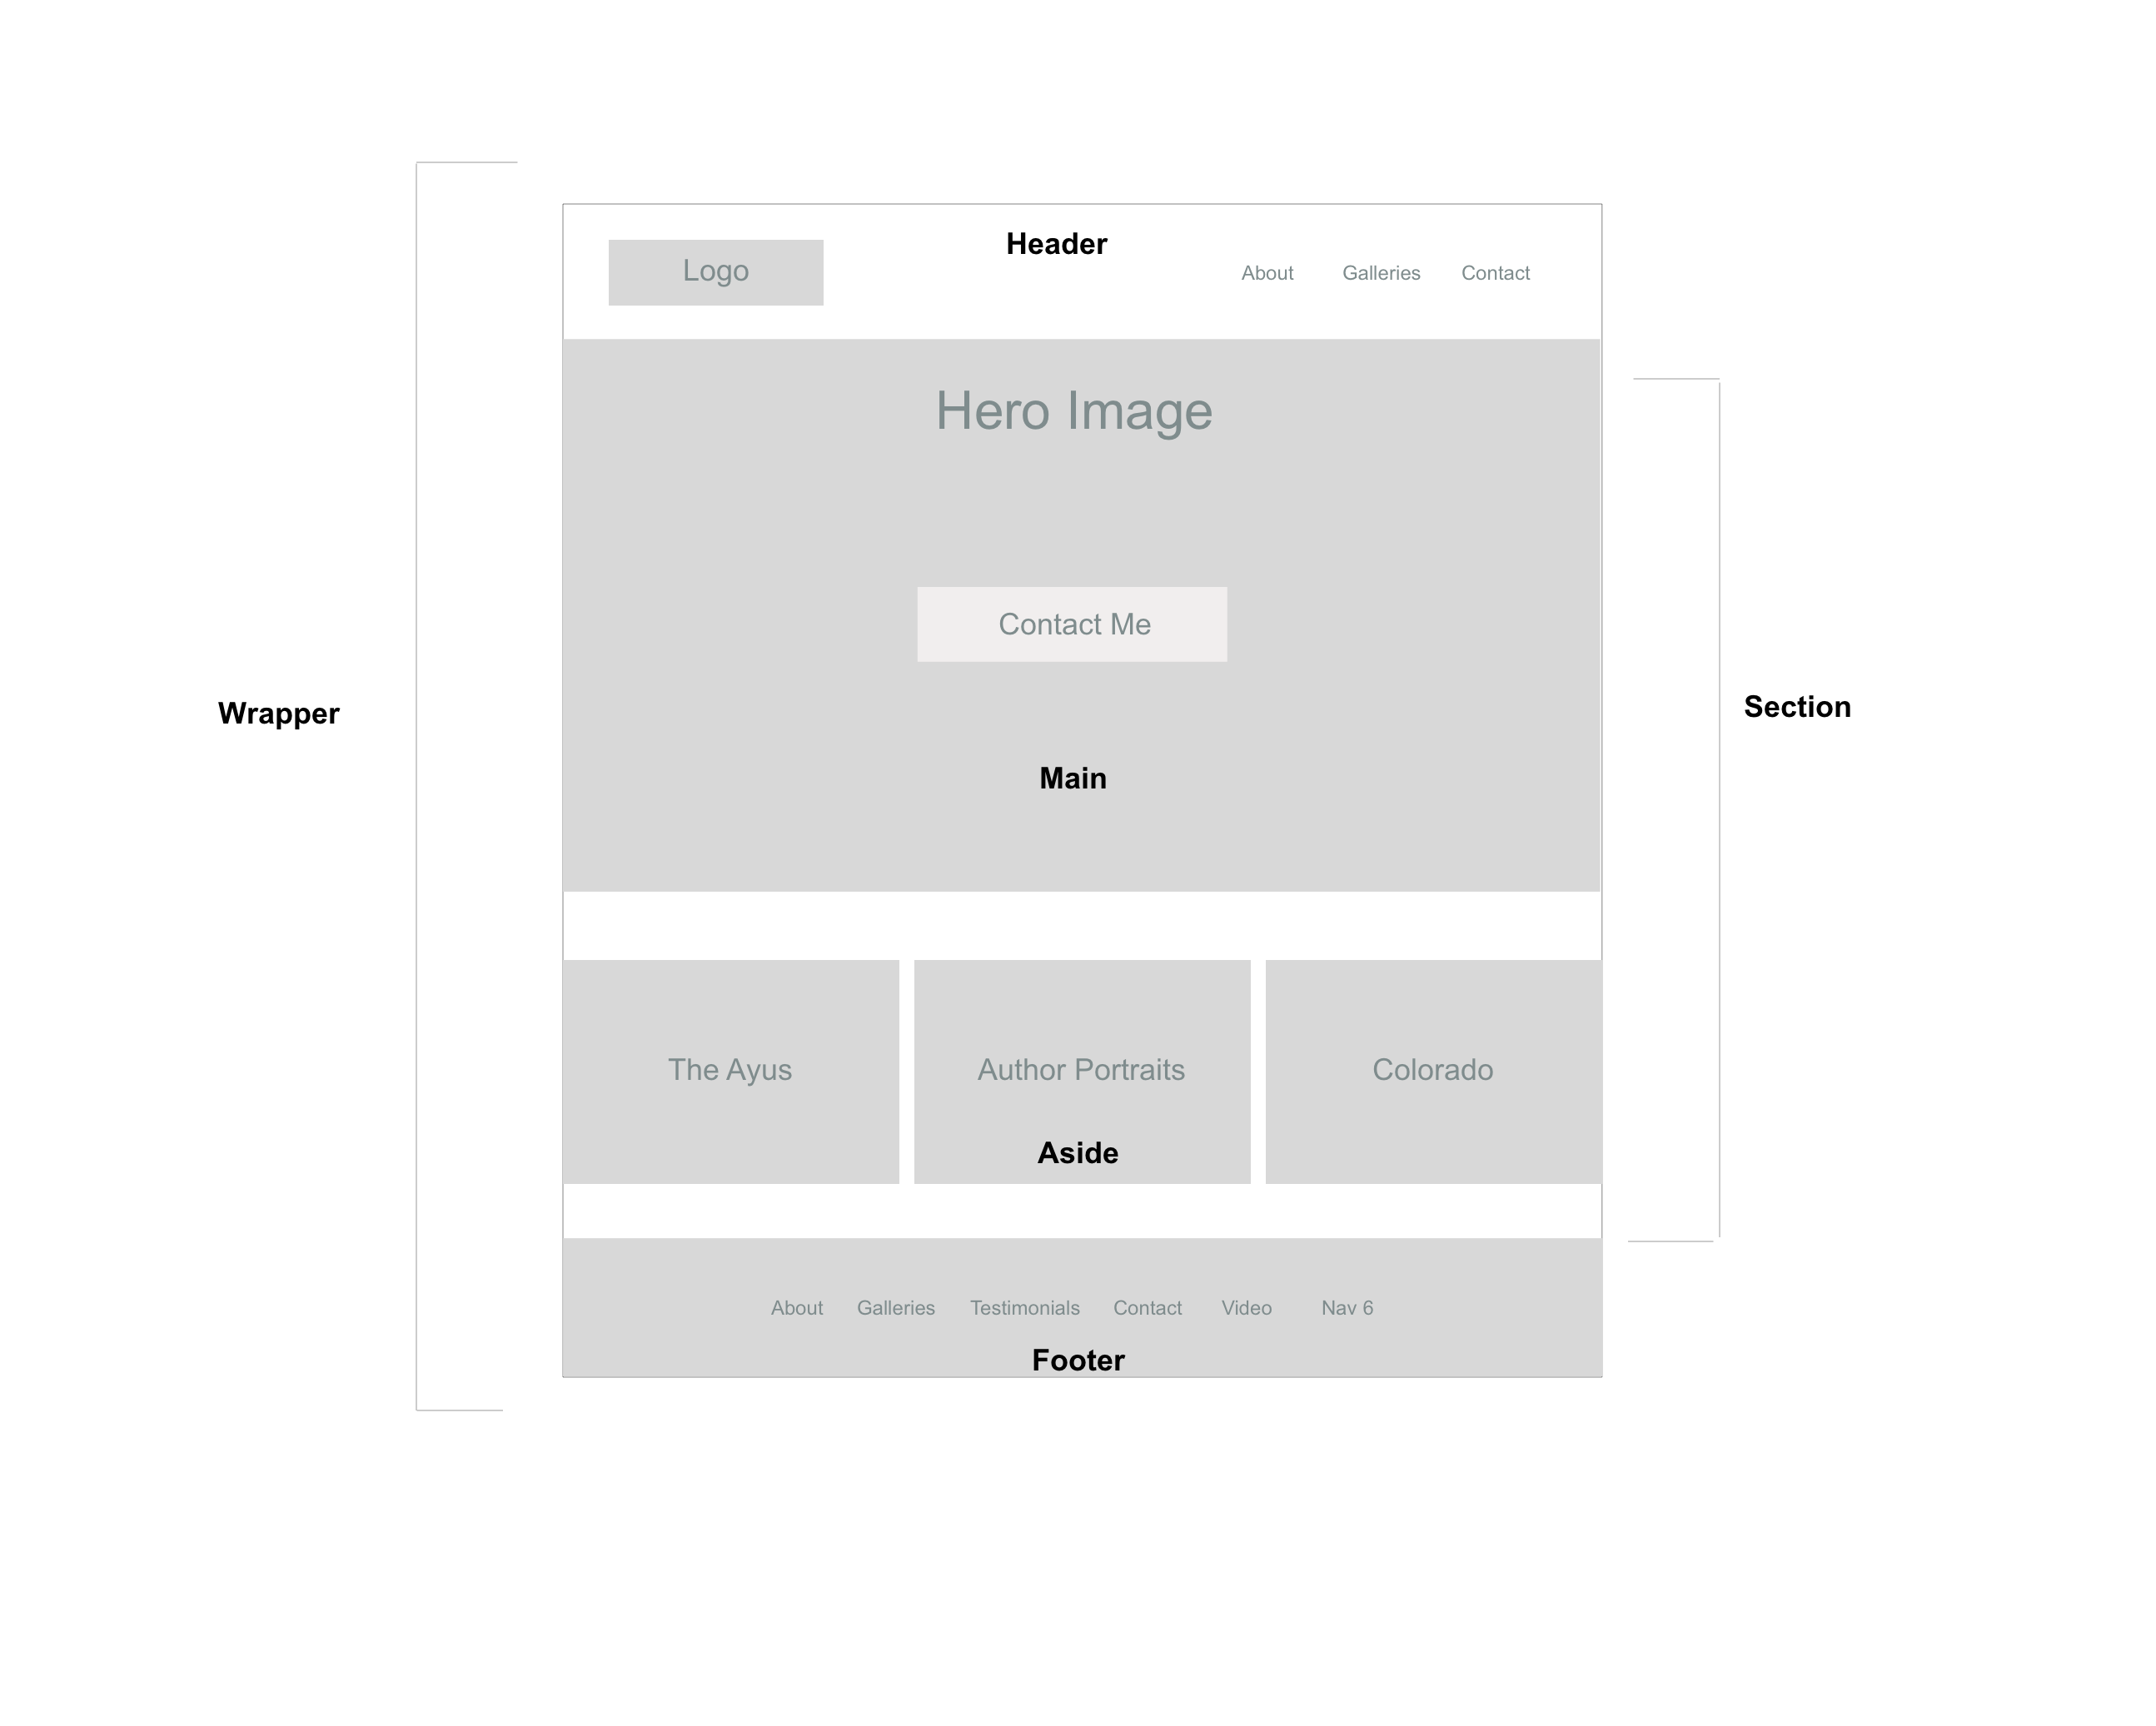 Header
Logo
About Galleries Contact
Hero Image
Contact Me
Wrapper
Section
Main
The Ayus
Author Portraits
Colorado
Aside
About Galleries Testimonials Contact Video Nav 6
Footer